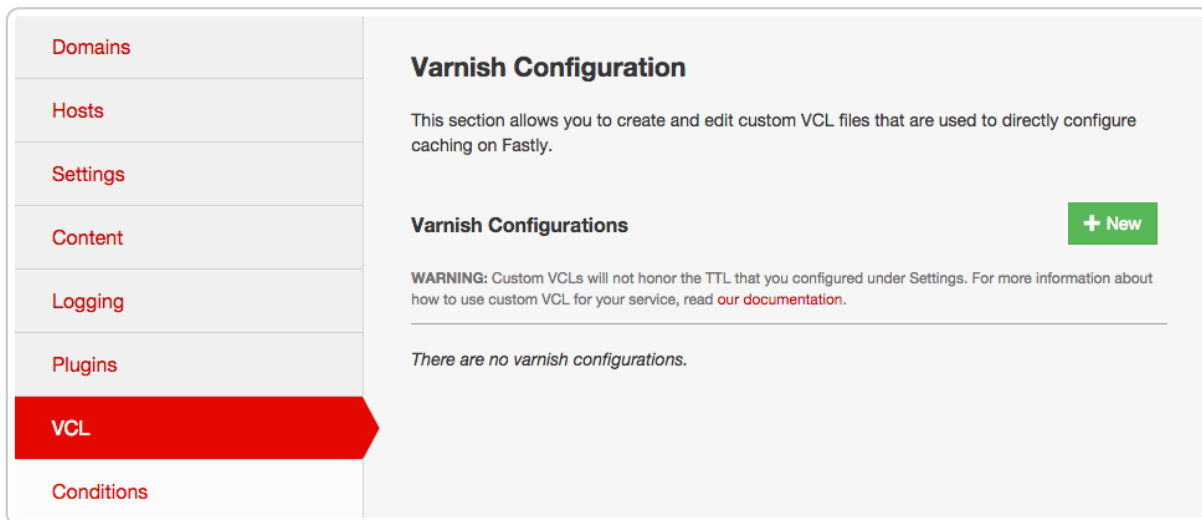 Domains
Hosts
Settings
Content
Logging
Plugins
VCL
Conditions
Varnish Configuration
This section allows you to create and edit custom VCL files that are used to directly configure
caching on Fastly.
Varnish Configurations
+ New
WARNING: Custom VCLs will not honor the TTL that you configured under Settings. For more information about
how to use custom VCL for your service, read our documentation.
There are no varnish configurations.